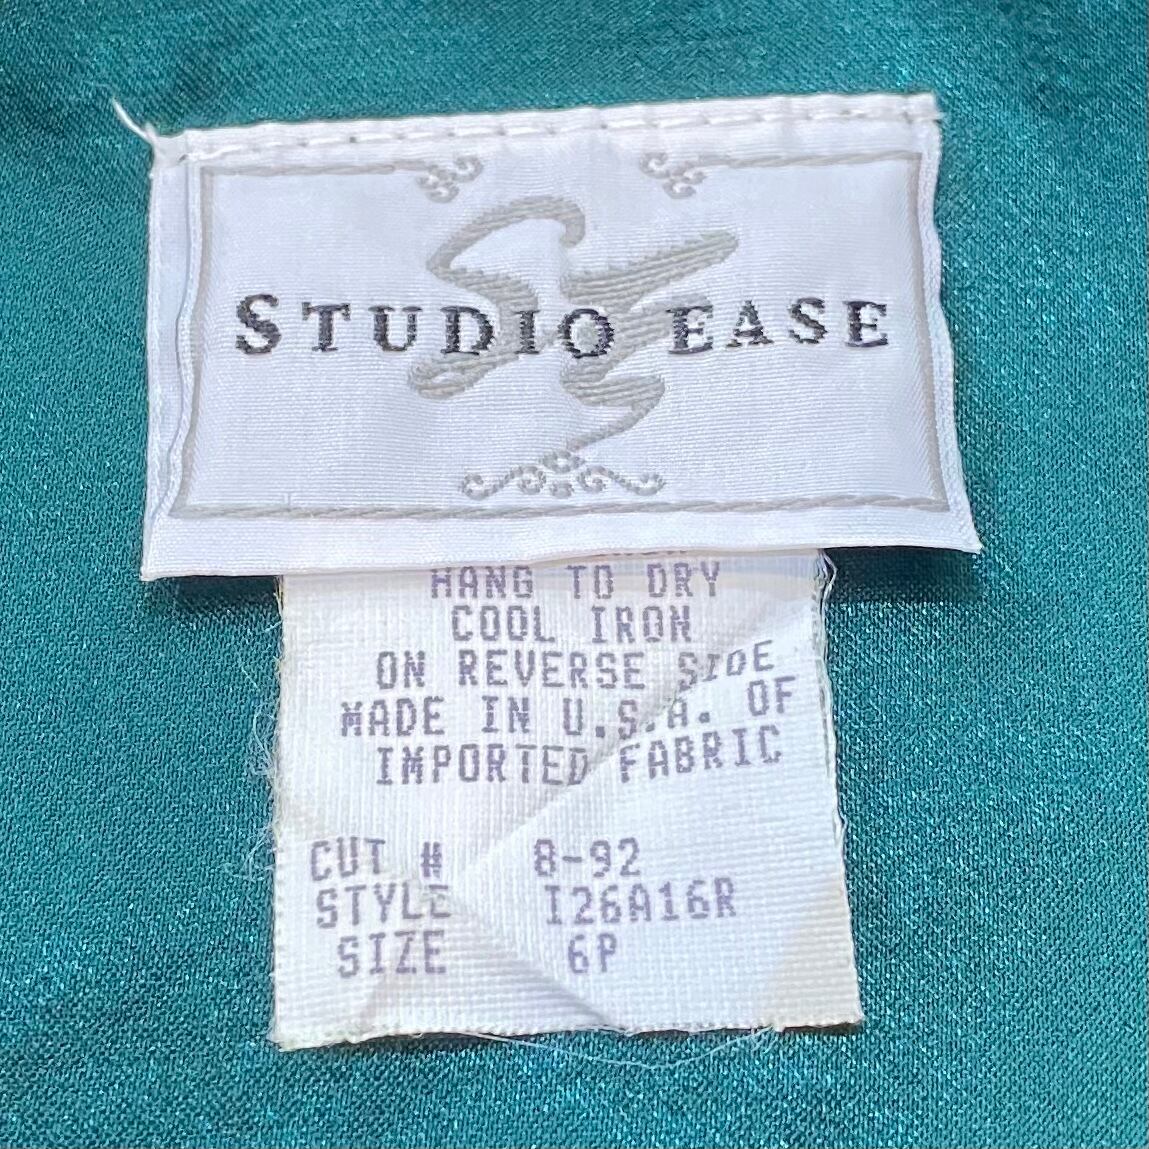 STUDIO EASE
HANG TO DRY
COOL IRON
ON REVERSE SIDE
MADE IN U.S.A. OF
IMPORTED FABRIC
CUT # 8-92
STYLE I26A16R
SIZE 6P